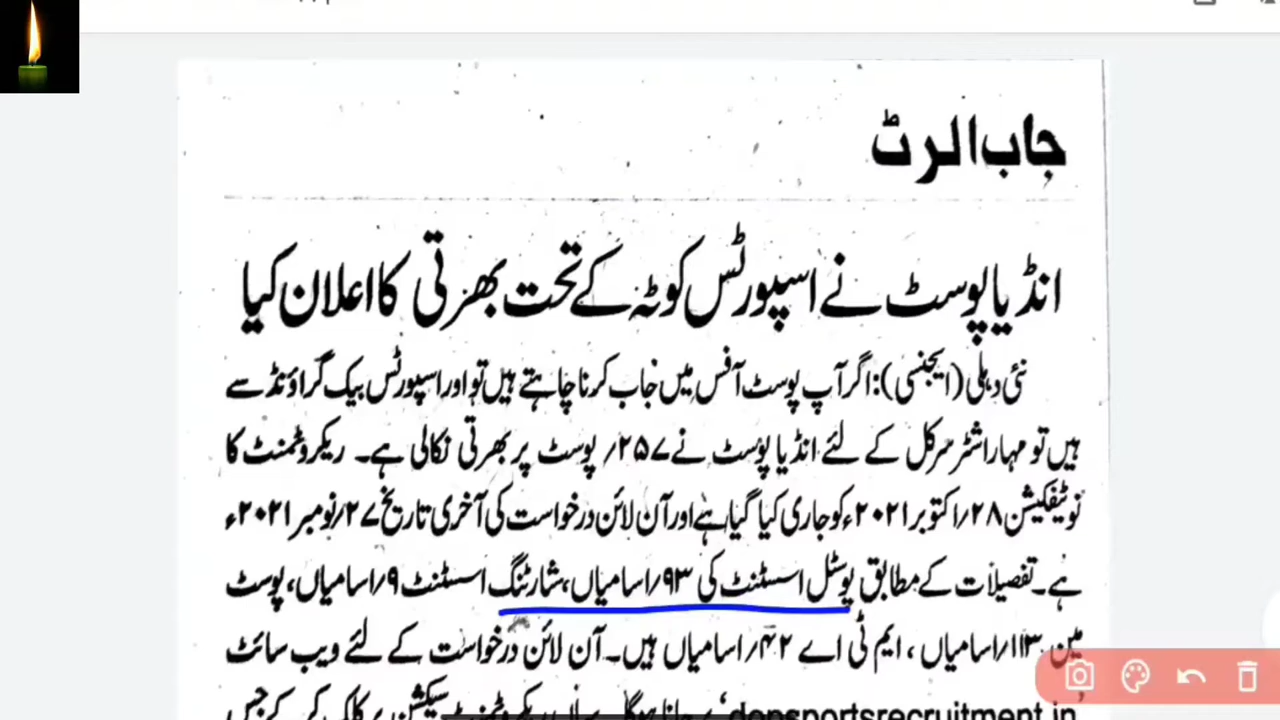 جاب الرٹ
انڈیا پوسٹ نے اسپورٹس کوٹہ کے تحت بھرتی کا اعلان کیا
نئی دہلی (ایجنسی): اگر آپ پوسٹ آفس میں جاب کرنا چاہتے ہیں تو اور اسپورٹس بیک گراؤنڈ سے
ہیں تو مہاراشٹر سرکل کے لئے انڈیا پوسٹ نے ۲۵۷؍ پوسٹ پر بھرتی نکالی ہے۔ ریکروٹمنٹ کا
نوٹیفکیشن ۲۸؍اکتوبر ۲۰۲۱ء کو جاری کیا گیا ہے اور آن لائن درخواست کی آخری تاریخ ۲۷؍نومبر ۲۰۲۱ء
ہے۔ تفصیلات کے مطابق پوسٹل اسسٹنٹ کی ۹۳؍اسامیاں، شارٹنگ اسسٹنٹ ۹؍اسامیاں، پوسٹ
مین ۱۱۳؍اسامیاں، ایم ٹی اے ۴۲؍اسامیاں ہیں۔ آن لائن درخواست کے لئے ویب سائٹ
'dopsportsrecruitment.in' پر جانا ہوگا۔